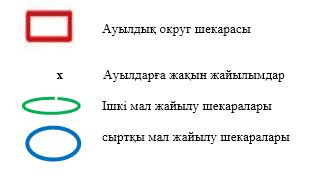 Ауылдық округ шекарасы
х Ауылдарға жақын жайылымдар
Ішкі мал жайылу шекаралары
сыртқы мал жайылу шекаралары